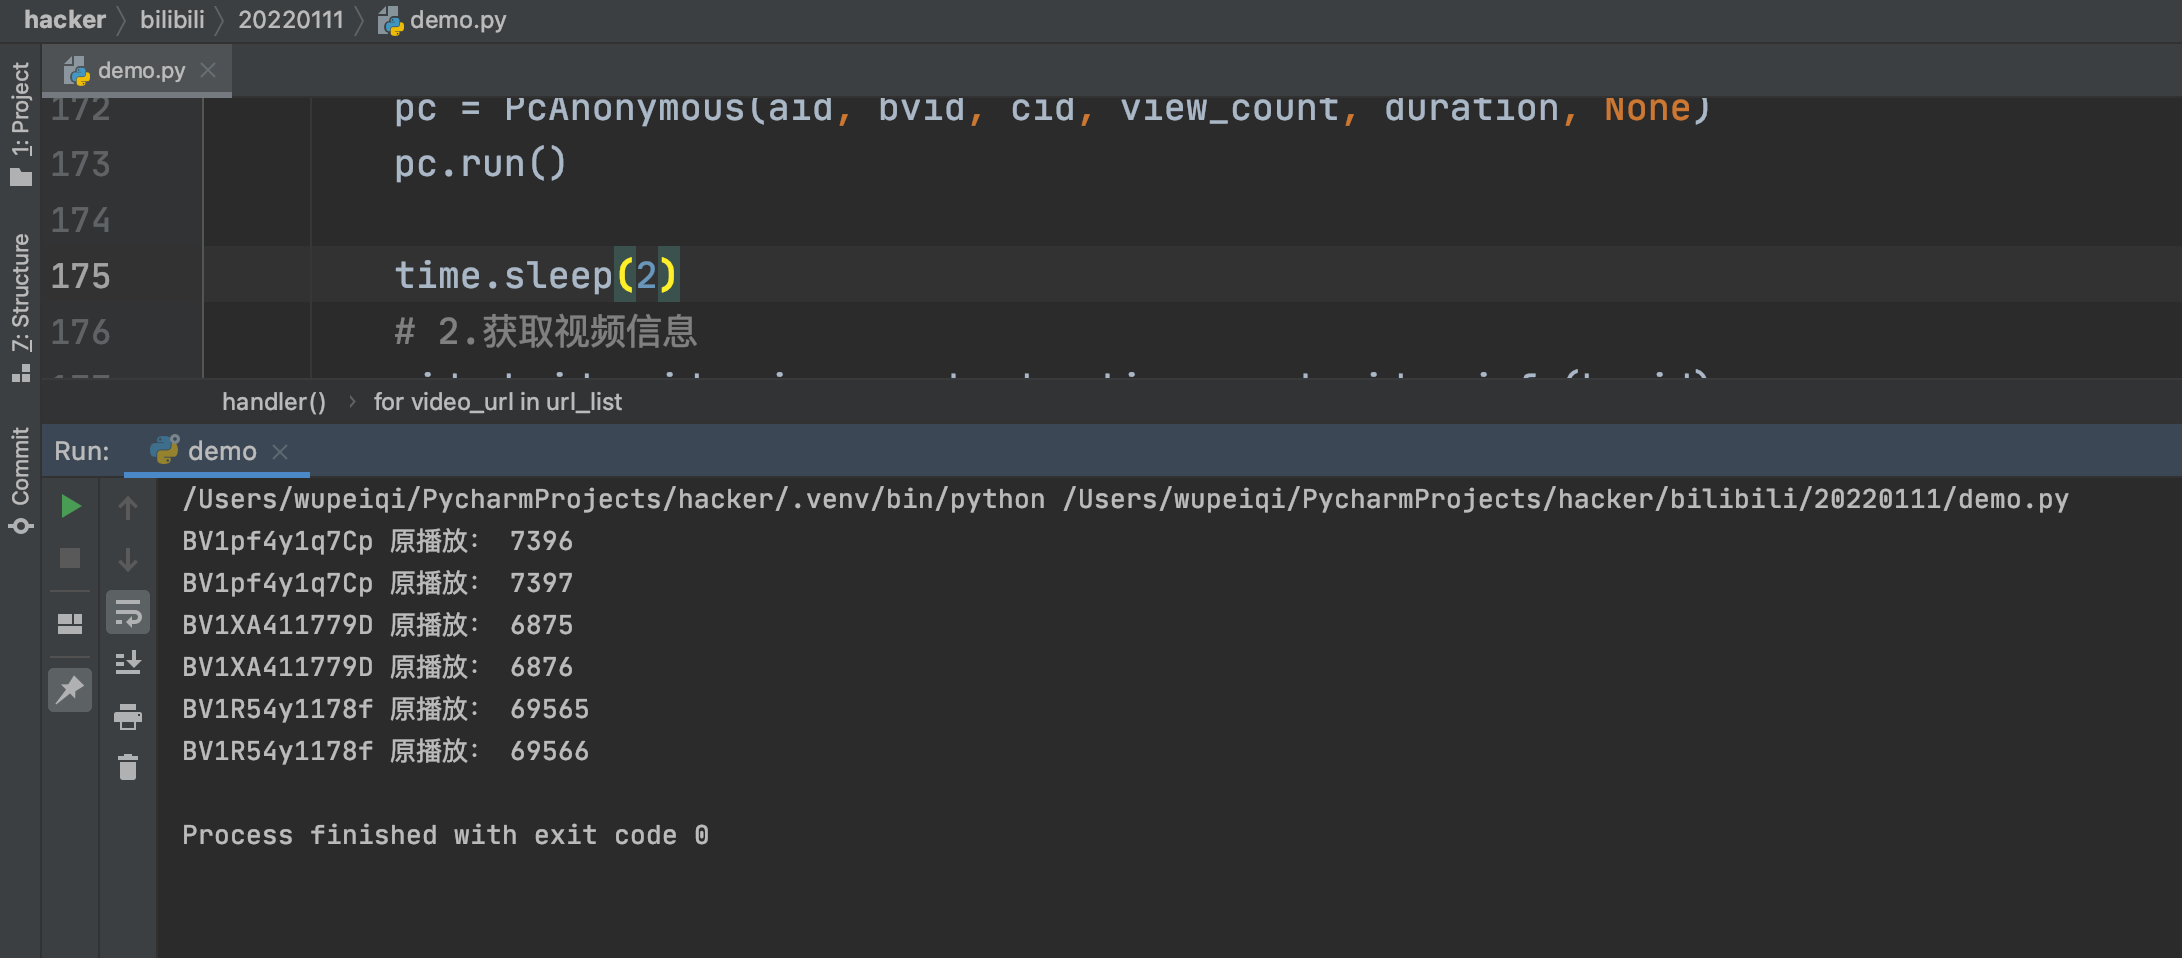 hacker bilibili 20220111 demo.py
demo.py
1: Project
7: Structure
Commit
172 pc = PcAnonymous(aid, bvid, cid, view_count, duration, None)
173 pc.run()
174
175 time.sleep(2)
176 # 2.获取视频信息
handler() for video_url in url_list
Run: demo
/Users/wupeiqi/PycharmProjects/hacker/.venv/bin/python /Users/wupeiqi/PycharmProjects/hacker/bilibili/20220111/demo.py
BV1pf4y1q7Cp 原播放： 7396
BV1pf4y1q7Cp 原播放： 7397
BV1XA411779D 原播放： 6875
BV1XA411779D 原播放： 6876
BV1R54y1178f 原播放： 69565
BV1R54y1178f 原播放： 69566
Process finished with exit code 0